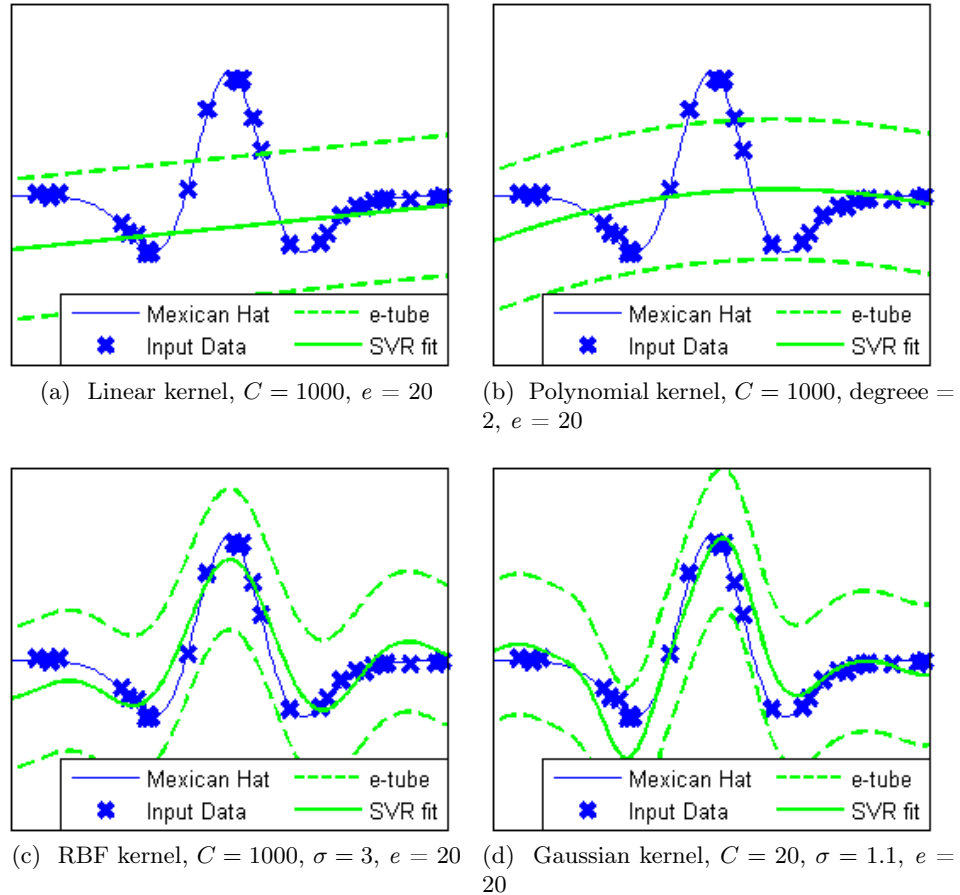 Mexican Hat e-tube
Input Data SVR fit
Mexican Hat e-tube
Input Data SVR fit
(a) Linear kernel, C = 1000, e = 20
(b) Polynomial kernel, C = 1000, degreee =
2, e = 20
Mexican Hat e-tube
Input Data SVR fit
Mexican Hat e-tube
Input Data SVR fit
(c) RBF kernel, C = 1000, σ = 3, e = 20
(d) Gaussian kernel, C = 20, σ = 1.1, e =
20